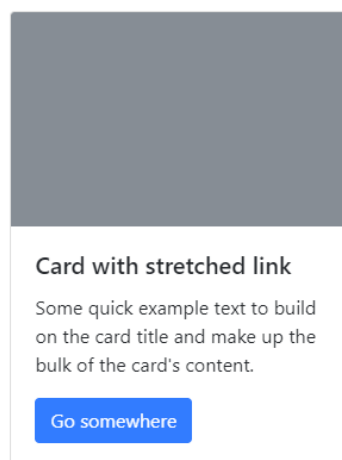 Card with stretched link
Some quick example text to build
on the card title and make up the
bulk of the card's content.
Go somewhere